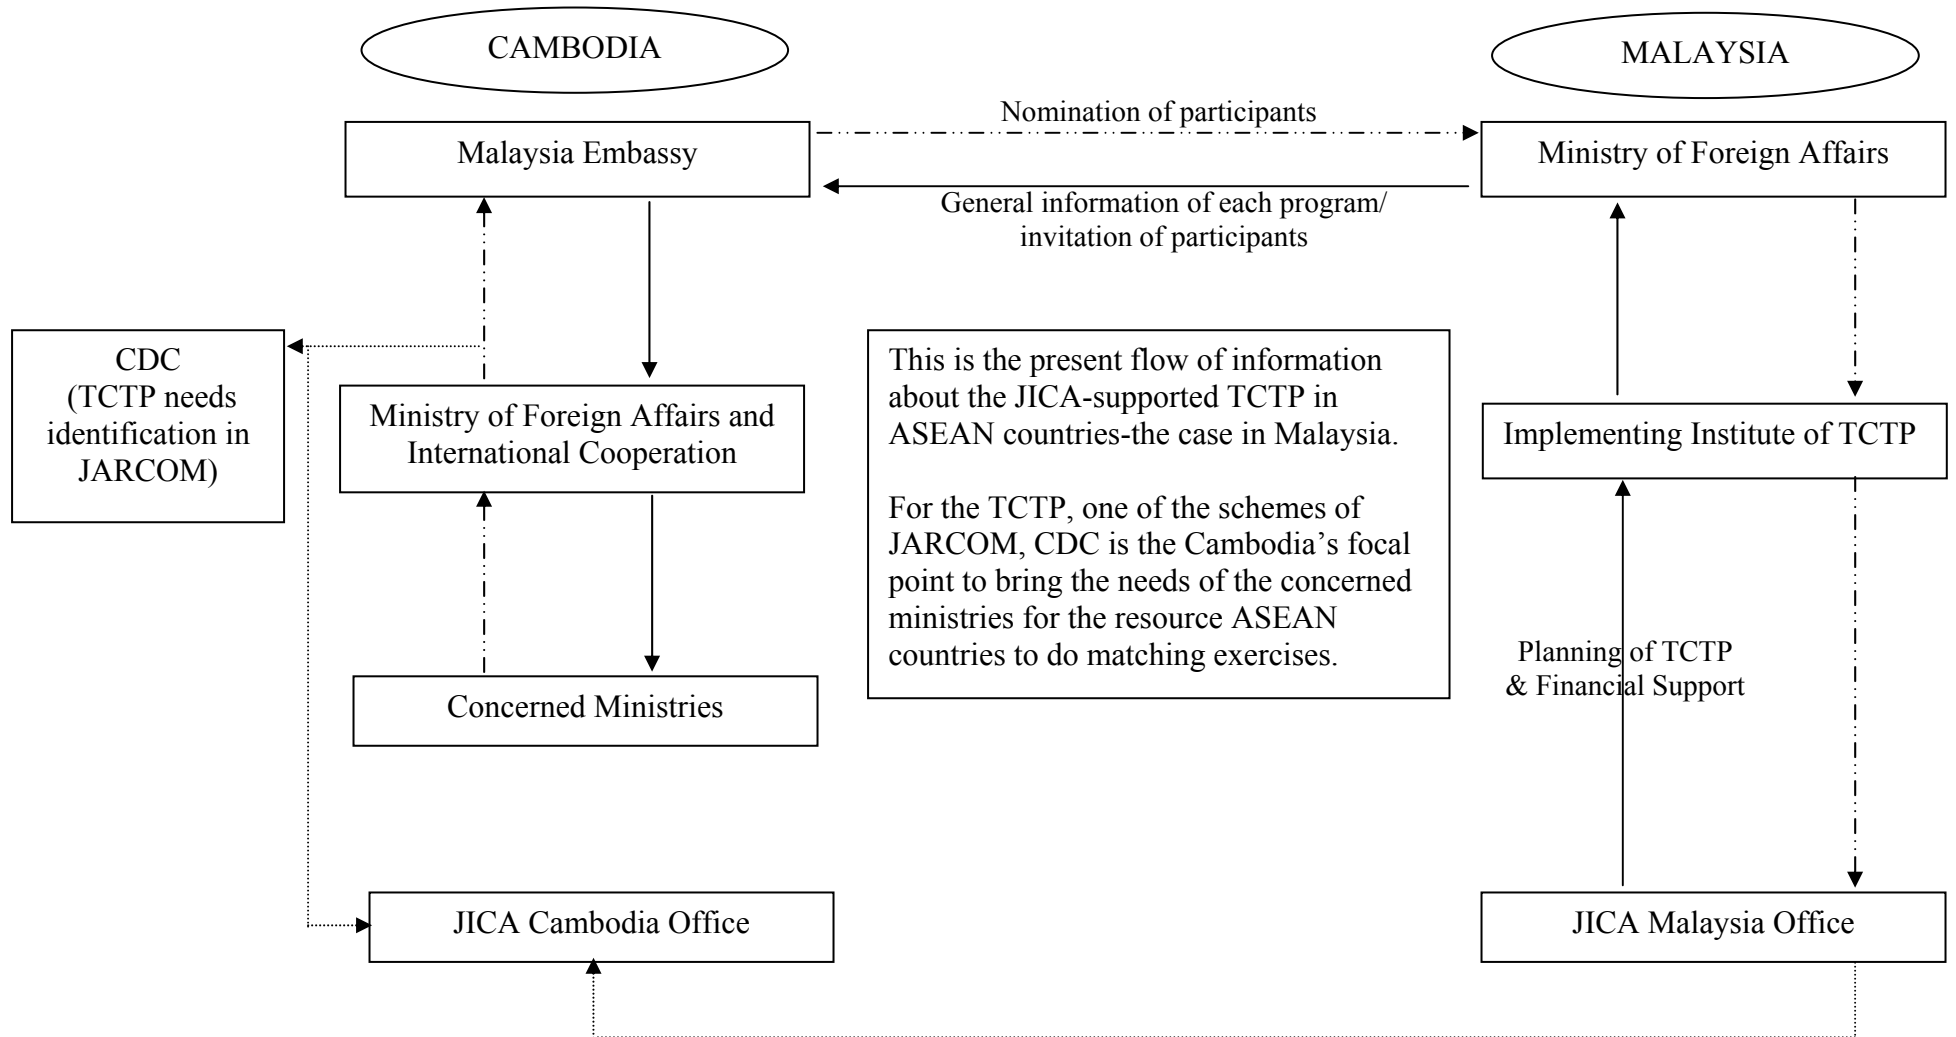 CAMBODIA
MALAYSIA
Nomination of participants
Malaysia Embassy
Ministry of Foreign Affairs
General information of each program/
invitation of participants
CDC
(TCTP needs
identification in
JARCOM)
Ministry of Foreign Affairs and
International Cooperation
This is the present flow of information
about the JICA-supported TCTP in
ASEAN countries-the case in Malaysia.
For the TCTP, one of the schemes of
JARCOM, CDC is the Cambodia’s focal
point to bring the needs of the concerned
ministries for the resource ASEAN
countries to do matching exercises.
Implementing Institute of TCTP
Planning of TCTP
& Financial Support
Concerned Ministries
JICA Cambodia Office
JICA Malaysia Office